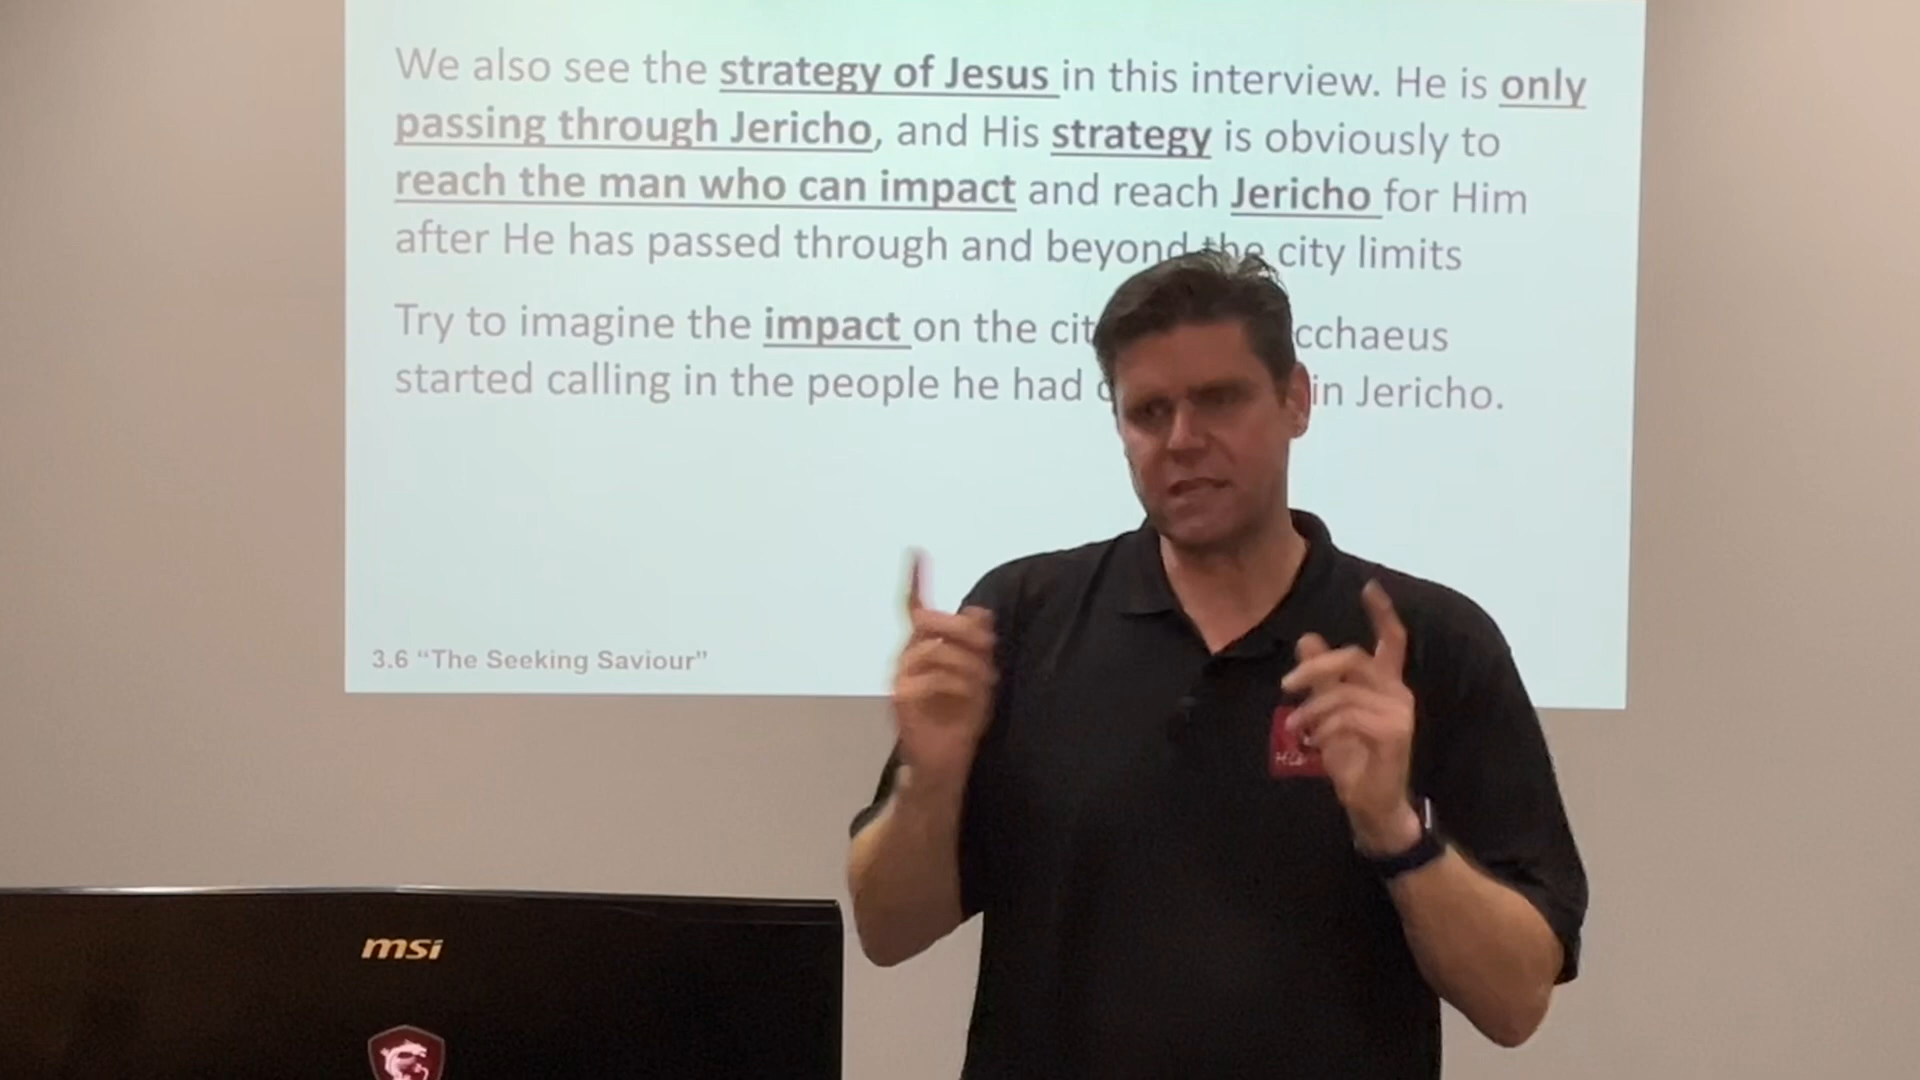 We also see the strategy of Jesus in this interview. He is only
passing through Jericho, and His strategy is obviously to
reach the man who can impact and reach Jericho for Him
after He has passed through and beyond the city limits
Try to imagine the impact on the cit cchaeus
started calling in the people he had in Jericho.
3.6 “The Seeking Saviour”
msi